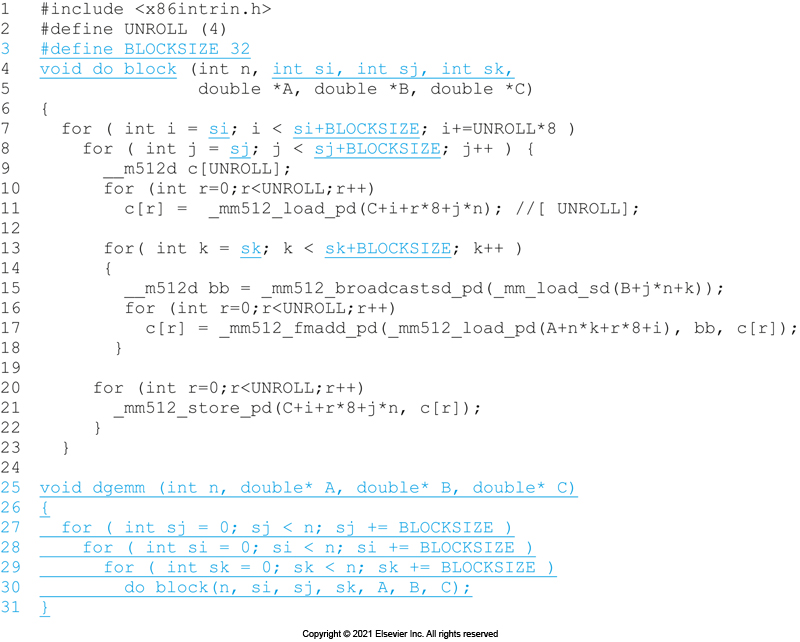 1 #include <x86intrin.h>
2 #define UNROLL (4)
3 #define BLOCKSIZE 32
4 void do block (int n, int si, int sj, int sk,
5 double *A, double *B, double *C)
6 {
7 for ( int i = si; i < si+BLOCKSIZE; i+=UNROLL*8 )
8 for ( int j = sj; j < sj+BLOCKSIZE; j++ ) {
9 __m512d c[UNROLL];
10 for (int r=0;r<UNROLL;r++)
11 c[r] = _mm512_load_pd(C+i+r*8+j*n); //[ UNROLL];
12
13 for( int k = sk; k < sk+BLOCKSIZE; k++ )
14 {
15 __m512d bb = _mm512_broadcastsd_pd(_mm_load_sd(B+j*n+k));
16 for (int r=0;r<UNROLL;r++)
17 c[r] = _mm512_fmadd_pd(_mm512_load_pd(A+n*k+r*8+i), bb, c[r]);
18 }
19
20 for (int r=0;r<UNROLL;r++)
21 _mm512_store_pd(C+i+r*8+j*n, c[r]);
22 }
23 }
24
25 void dgemm (int n, double* A, double* B, double* C)
26 {
27 for ( int sj = 0; sj < n; sj += BLOCKSIZE )
28 for ( int si = 0; si < n; si += BLOCKSIZE )
29 for ( int sk = 0; sk < n; sk += BLOCKSIZE )
30 do block(n, si, sj, sk, A, B, C);
31 }
Copyright © 2021 Elsevier Inc. All rights reserved